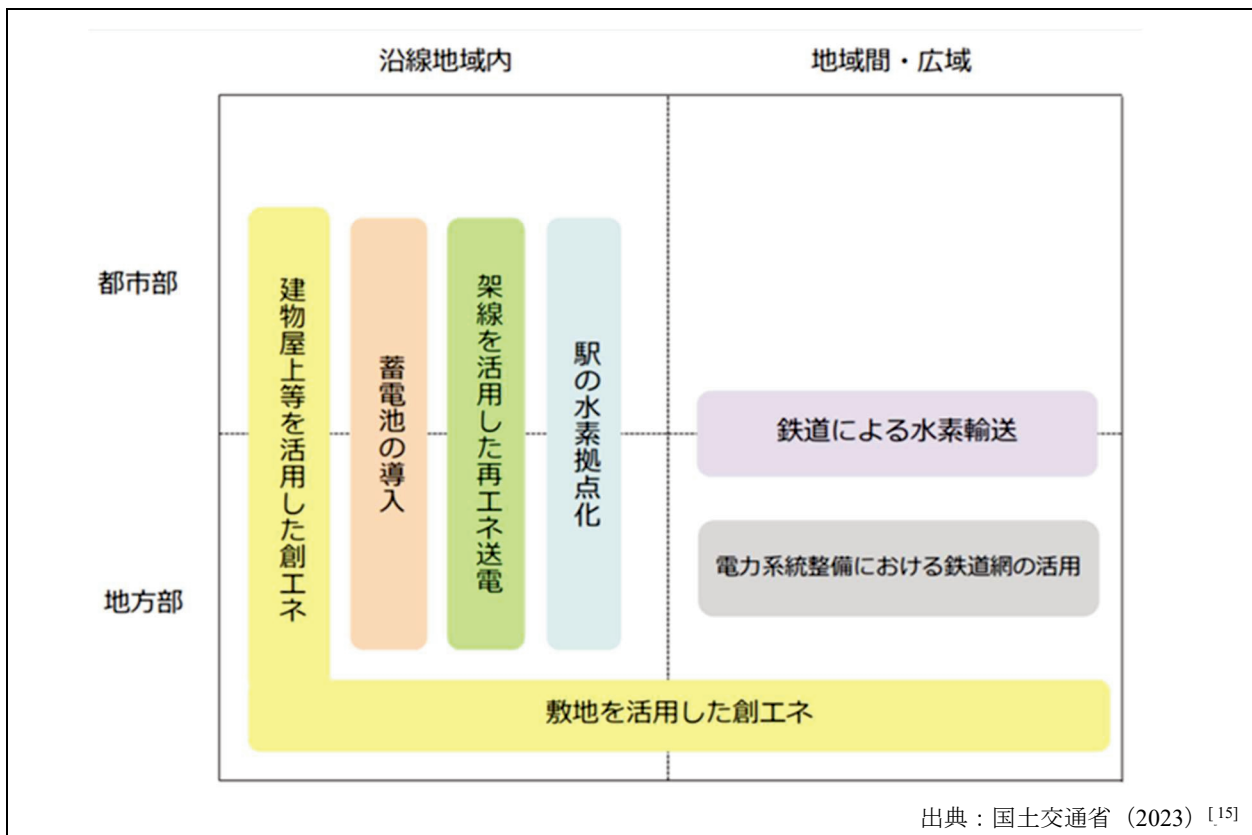 沿線地域内
地域間・広域
都市部
地方部
建物屋上等を活用した創エネ
蓄電池の導入
架線を活用した再エネ送電
駅の水素拠点化
鉄道による水素輸送
電力系統整備における鉄道網の活用
敷地を活用した創エネ
出典：国土交通省（2023）[15]